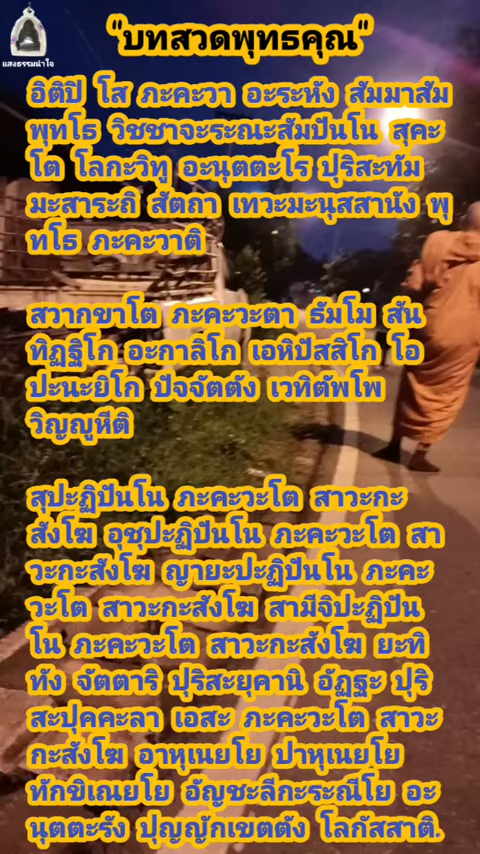 "บทสวดพุทธคุณ"
แสงธรรมนำใจ
อิติปิ โส ภะคะวา อะระหัง สัมมาสัม
พุทโธ วิชชาจะระณะสัมปันโน สุคะ
โต โลกะวิทู อะนุตตะโร ปุริสะทัม
มะสาระถิ สัตถา เทวะมะนุสสานัง พุ
ทโธ ภะคะวาติ
สวากขาโต ภะคะวะตา ธัมโม สัน
ทิฏฐิโก อะกาลิโก เอหิปัสสิโก โอ
ปะนะยิโก ปัจจัตตัง เวทิตัพโพ
วิญญูหีติ
สุปะฏิปันโน ภะคะวะโต สาวะกะ
สังโฆ อุชุปะฏิปันโน ภะคะวะโต สา
วะกะสังโฆ ญายะปะฏิปันโน ภะคะ
วะโต สาวะกะสังโฆ สามีจิปะฏิปัน
โน ภะคะวะโต สาวะกะสังโฆ ยะทิ
ทัง จัตตาริ ปุริสะยุคานิ อัฏฐะ ปุริ
สะปุคคะลา เอสะ ภะคะวะโต สาวะ
กะสังโฆ อาหุเนยโย ปาหุเนยโย
ทักขิเณยโย อัญชะลีกะระณีโย อะ
นุตตะรัง ปุญญักเขตตัง โลกัสสาติ.